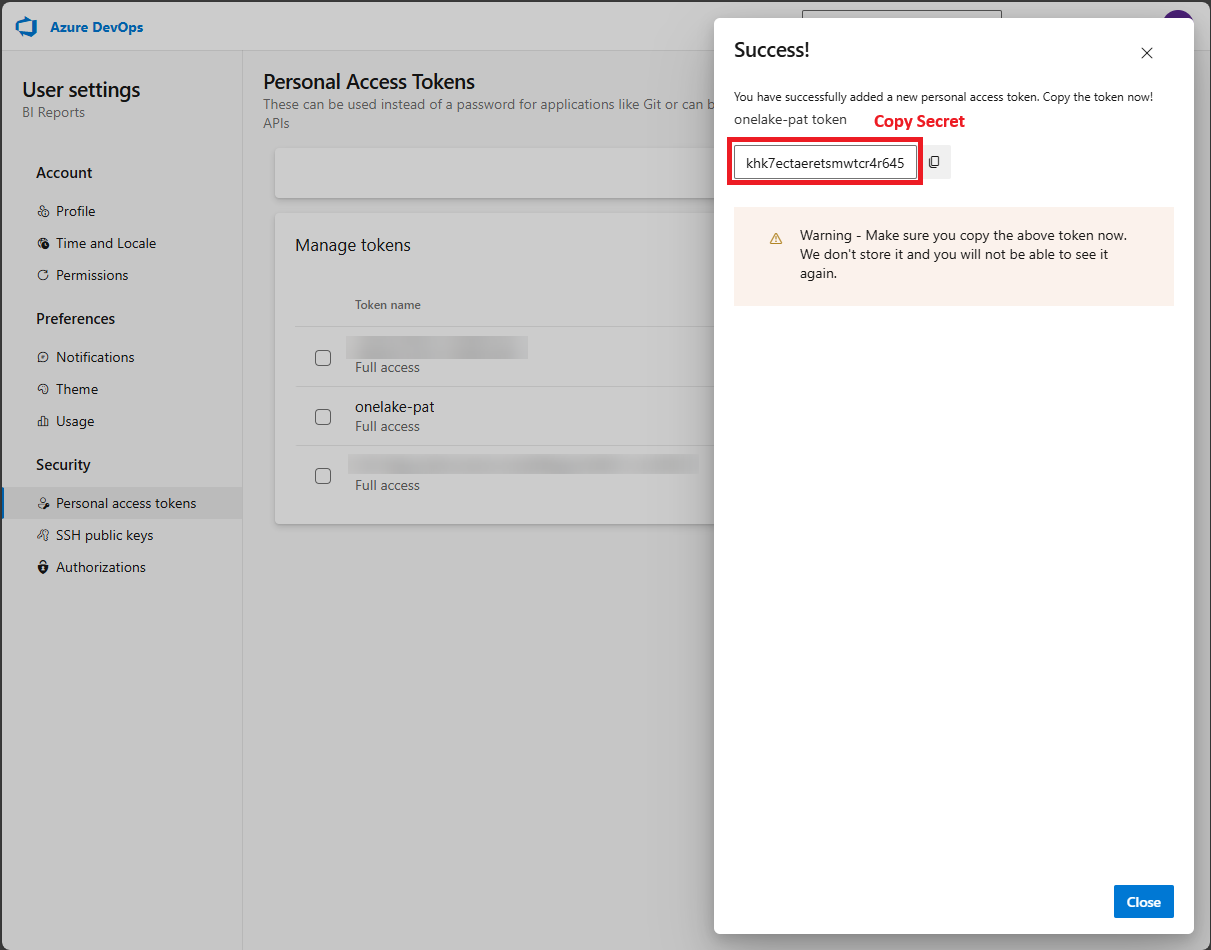 Azure DevOps
User settings
BI Reports
Account
Profile
Time and Locale
Permissions
Preferences
Notifications
Theme
Usage
Security
Personal access tokens
SSH public keys
Authorizations
Personal Access Tokens
These can be used instead of a password for applications like Git or can b
APIs
Manage tokens
Token name
Full access
onelake-pat
Full access
Full access
Success!
You have successfully added a new personal access token. Copy the token now!
onelake-pat token
Copy Secret
khk7ectaeretsmwtcr4r645
Warning - Make sure you copy the above token now.
We don't store it and you will not be able to see it
again.
Close